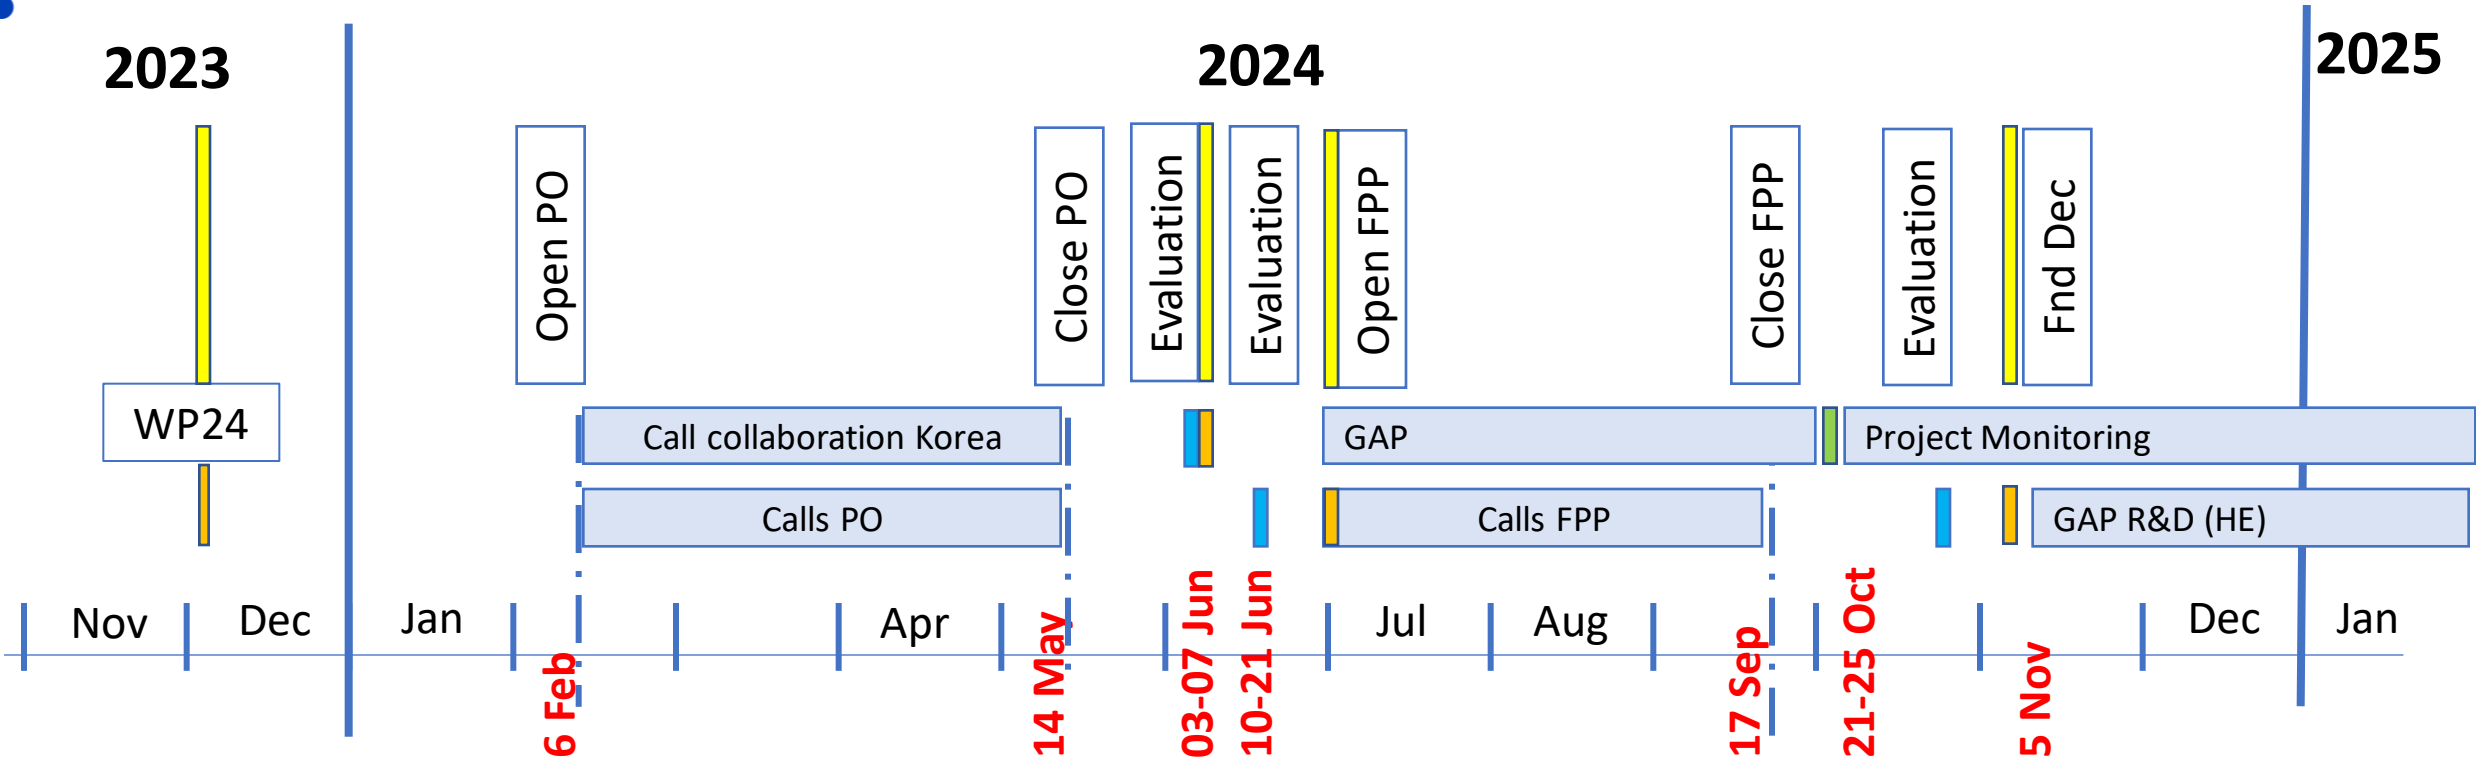 2023
2024
2025
Open PO
Close PO
Evaluation
Evaluation
Open FPP
Close FPP
Evaluation
Fnd Dec
WP24
Call collaboration Korea
GAP
Project Monitoring
Calls PO
Calls FPP
GAP R&D (HE)
Nov
Dec
Jan
Apr
Jul
Aug
Dec
Jan
6 Feb
14 May
03-07 Jun
10-21 Jun
17 Sep
21-25 Oct
5 Nov